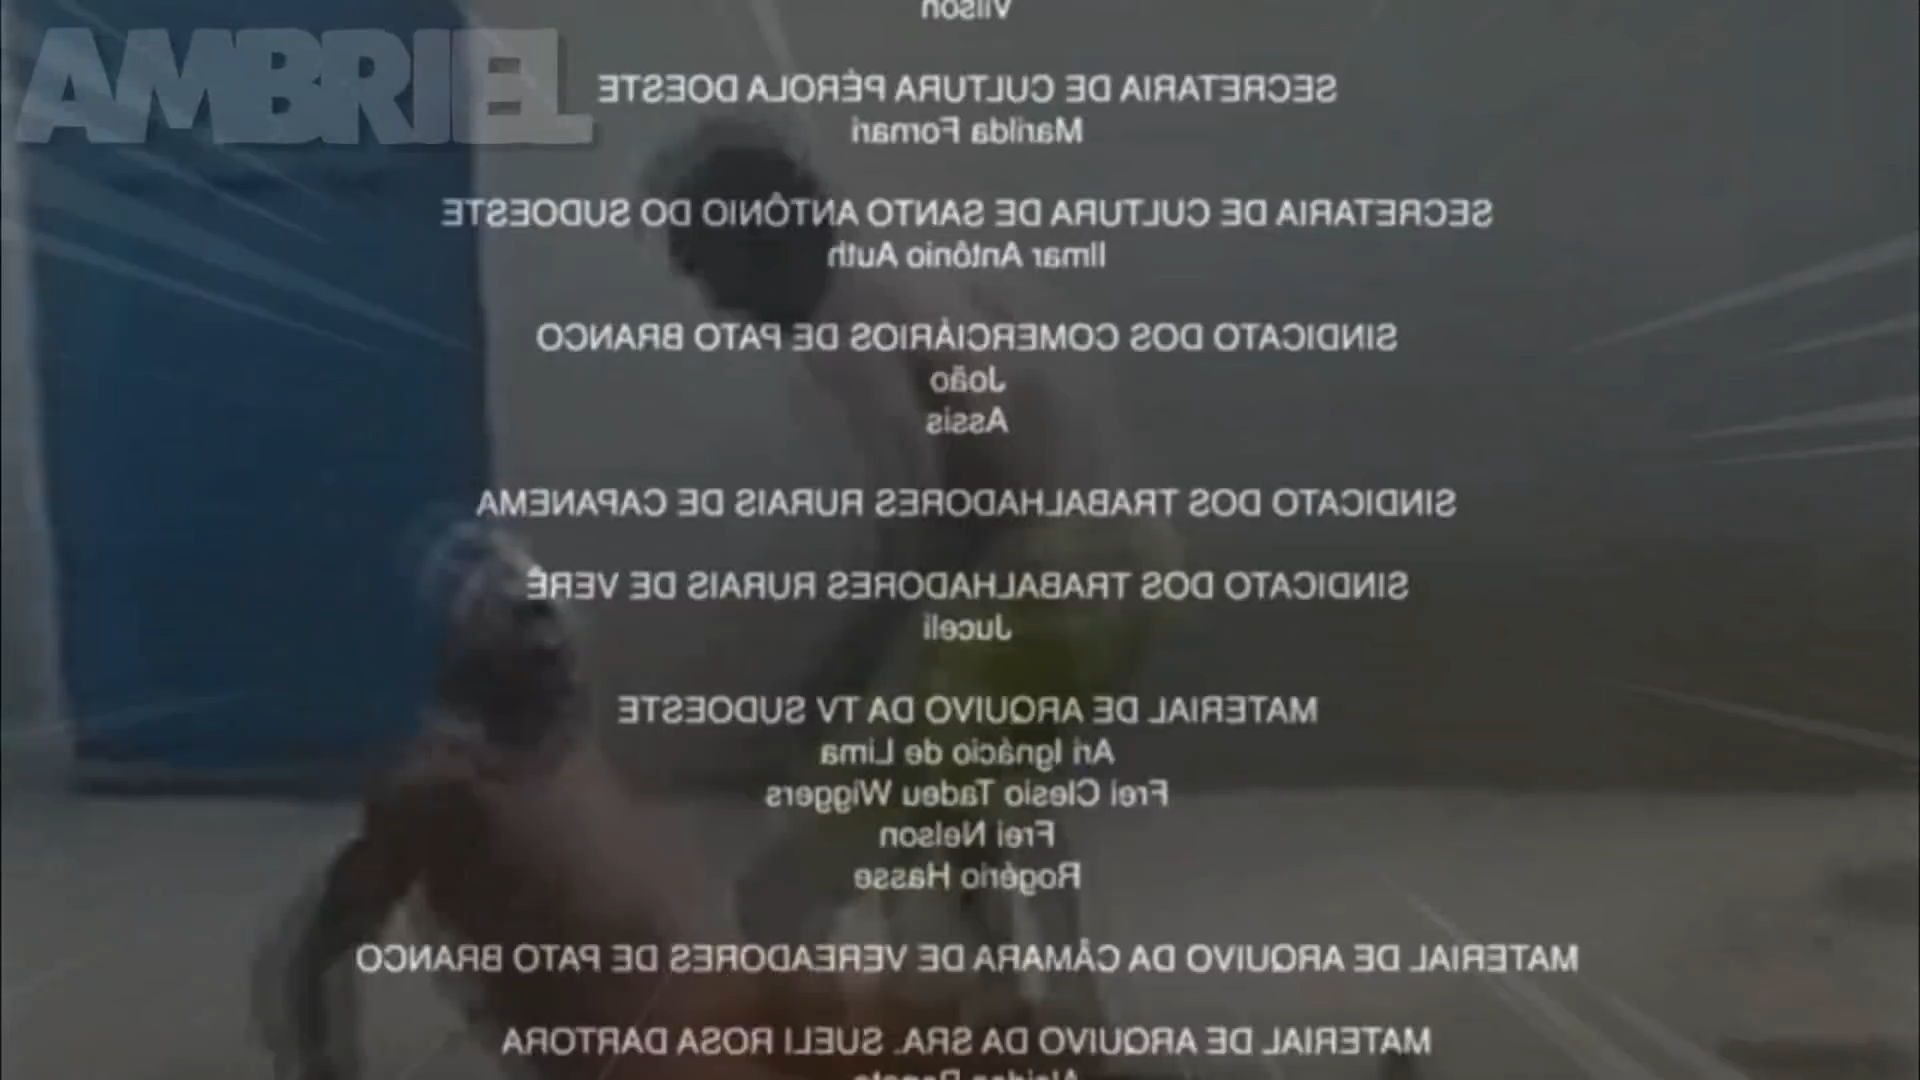 AMBRIEL
Vilson
SECRETARIA DE CULTURA PÉROLA DOESTE
Marilda Fornari
SECRETARIA DE CULTURA DE SANTO ANTÔNIO DO SUDOESTE
Ilmar Antônio Auth
SINDICATO DOS COMERCIÁRIOS DE PATO BRANCO
João
Assis
SINDICATO DOS TRABALHADORES RURAIS DE CAPANEMA
SINDICATO DOS TRABALHADORES RURAIS DE VERÊ
Juceli
MATERIAL DE ARQUIVO DA TV SUDOESTE
Ari Ignácio de Lima
Frei Clesio Tadeu Wiggers
Frei Nelson
Rogério Hasse
MATERIAL DE ARQUIVO DA CÂMARA DE VEREADORES DE PATO BRANCO
MATERIAL DE ARQUIVO DA SRA. SUELI ROSA DARTORA